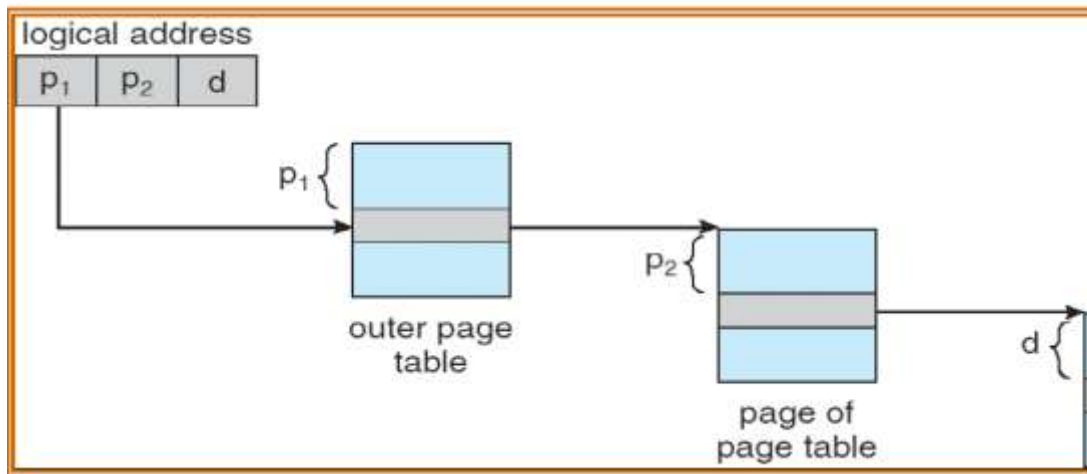 logical address
p₁ p₂ d
p₁
p₂
outer page
table
d
page of
page table